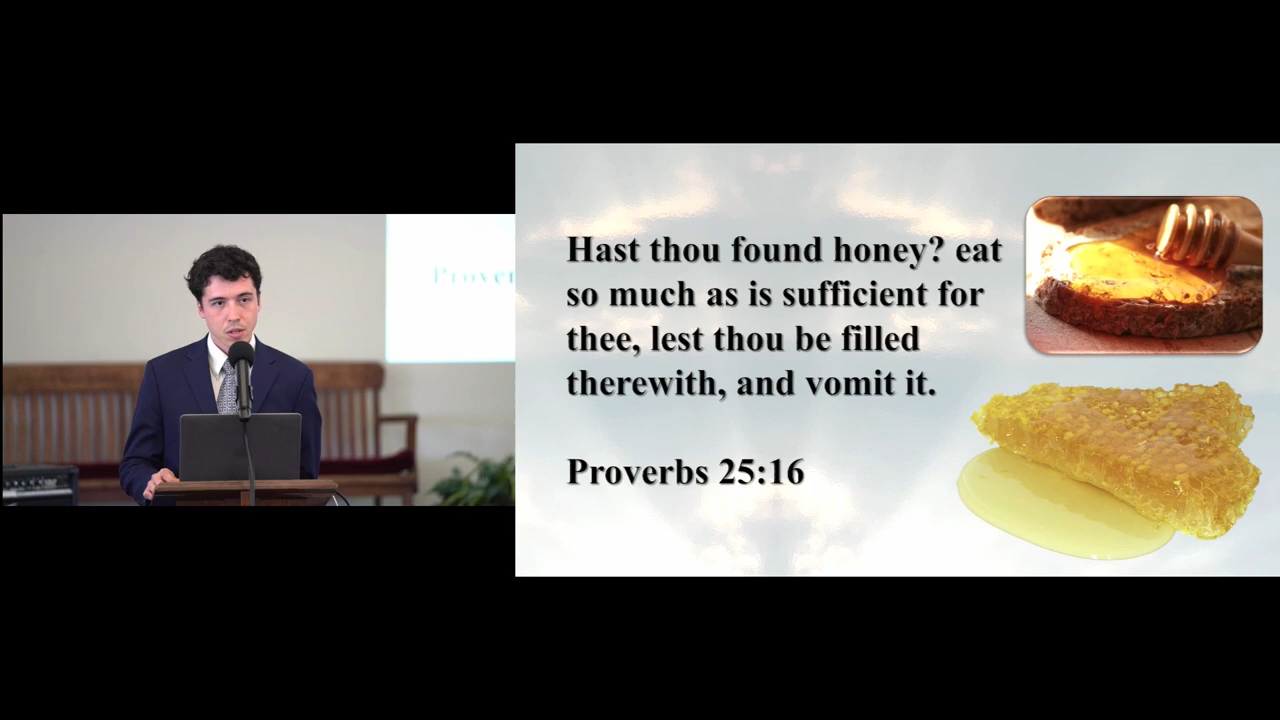 Prover
Hast thou found honey? eat
so much as is sufficient for
thee, lest thou be filled
therewith, and vomit it.
Proverbs 25:16